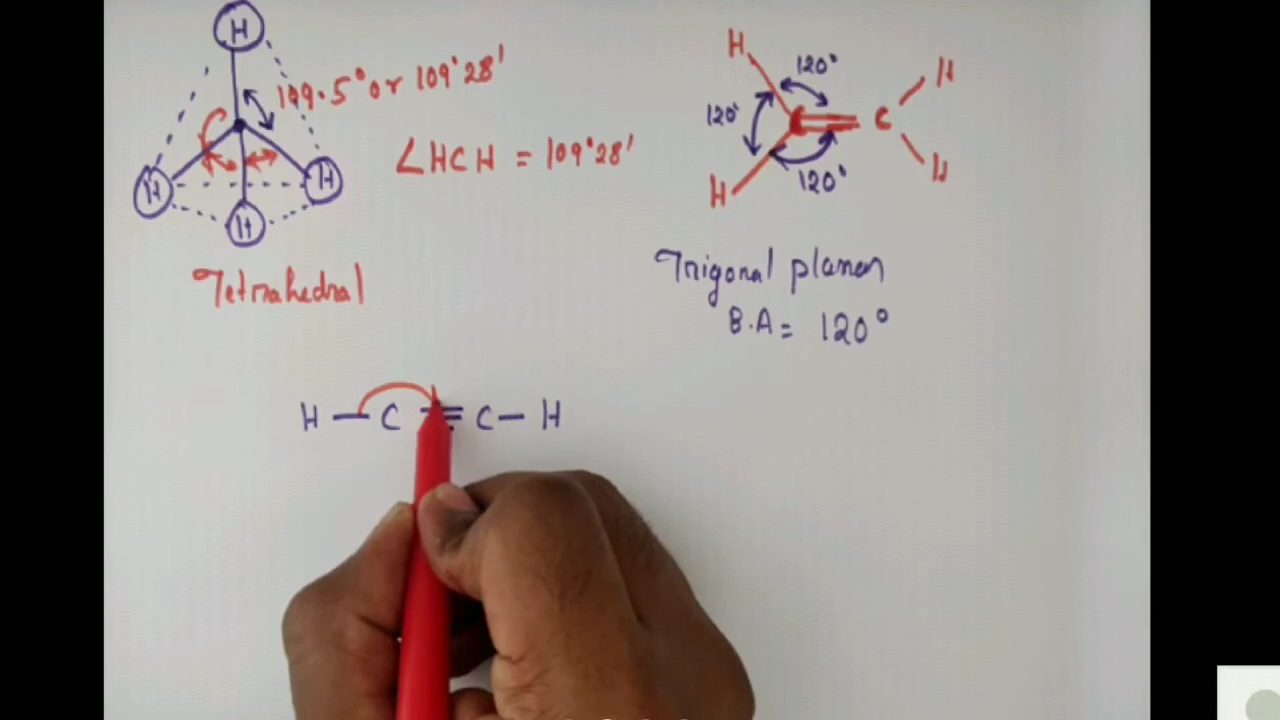 H
109.5° or 109°28'
H H
H
∠HCH = 109°28'
Tetrahedral
H 120° H
120° C = C
H 120° H
Trigonal planar
B.A = 120°
H — C ≡ C — H